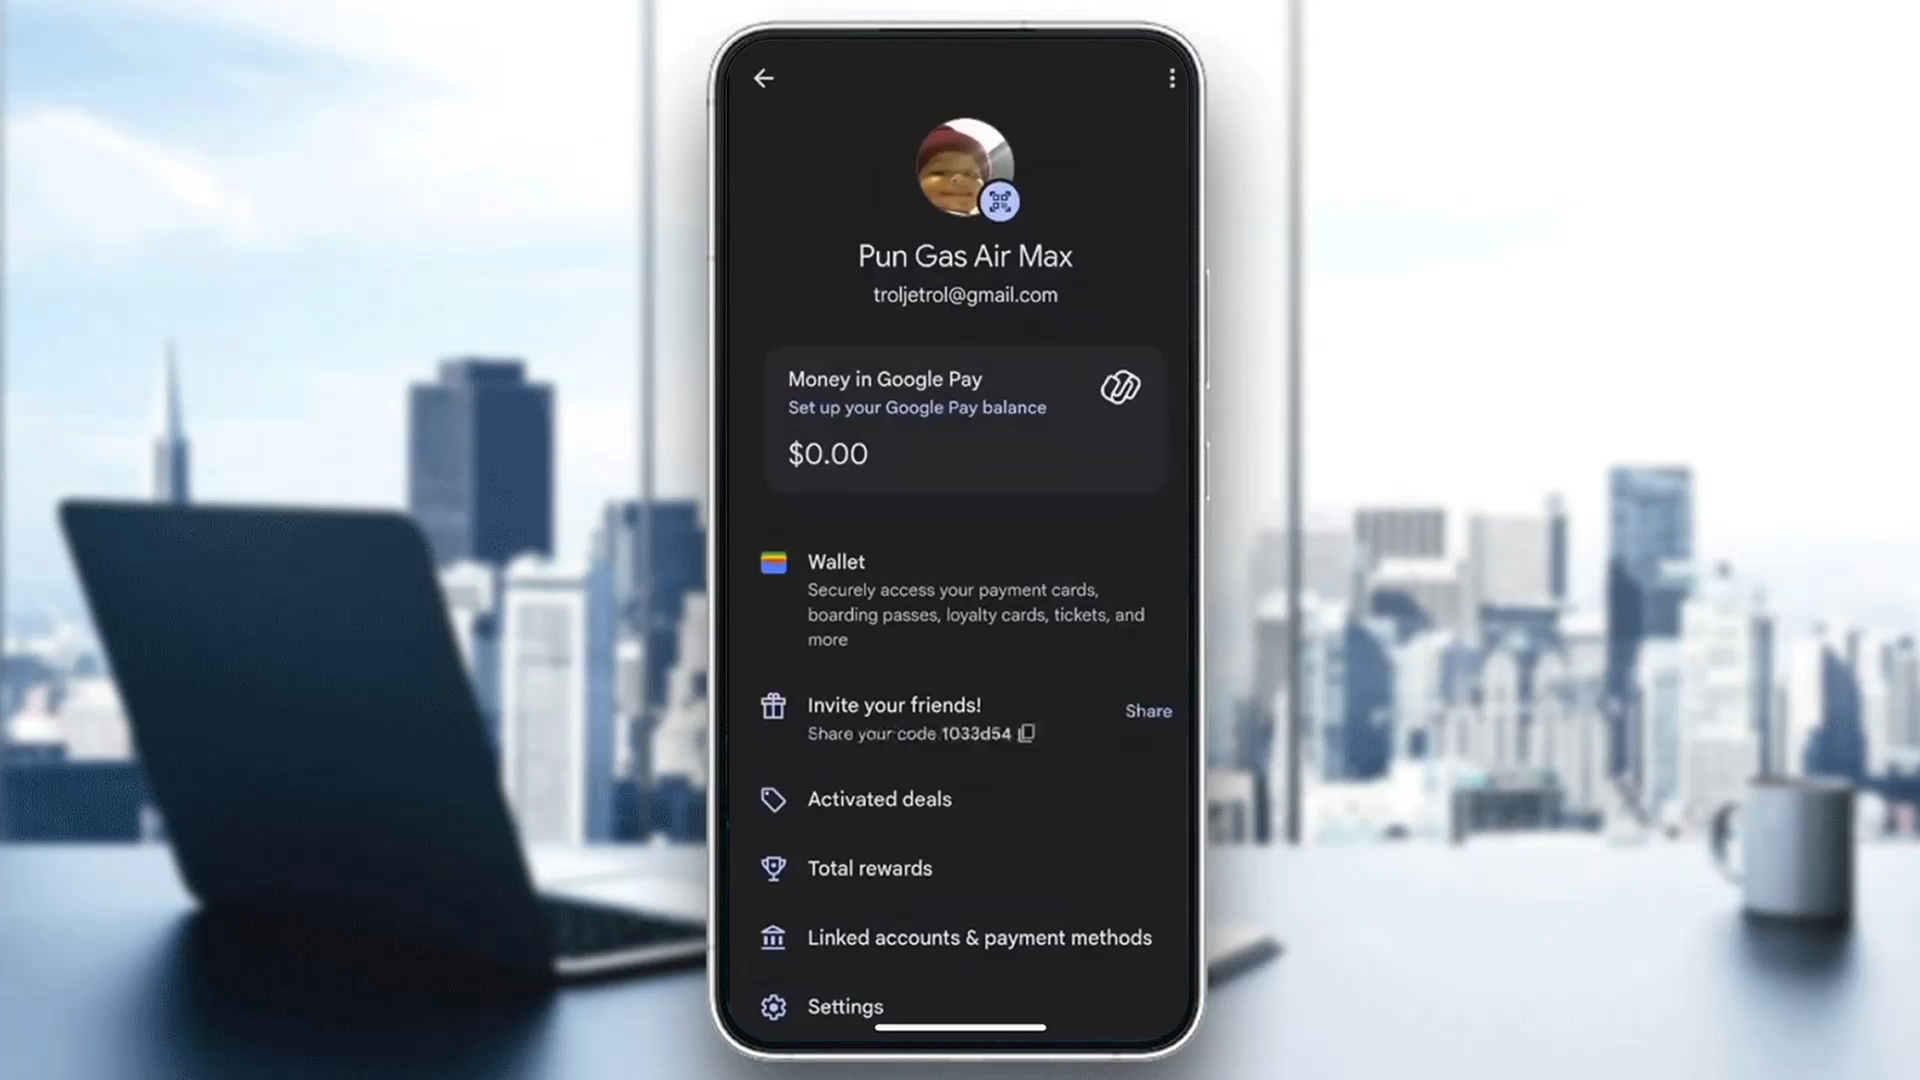 Pun Gas Air Max
troljetrol@gmail.com
Money in Google Pay
Set up your Google Pay balance
$0.00
Wallet
Securely access your payment cards,
boarding passes, loyalty cards, tickets, and
more
Invite your friends!
Share
Share your code 1033d54
Activated deals
Total rewards
Linked accounts & payment methods
Settings